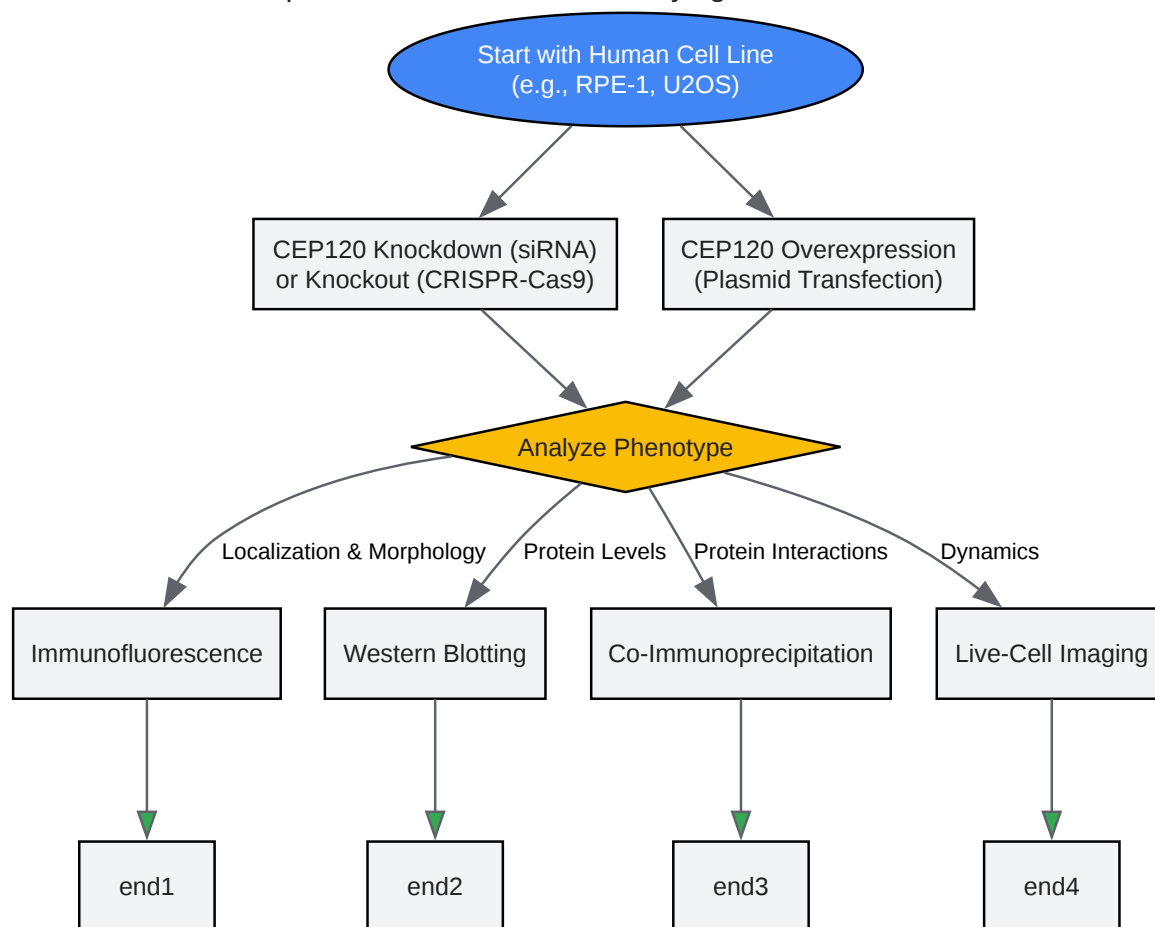 Start with Human Cell Line
(e.g., RPE-1, U2OS)
CEP120 Knockdown (siRNA)
or Knockout (CRISPR-Cas9)
CEP120 Overexpression
(Plasmid Transfection)
Analyze Phenotype
Localization & Morphology
Protein Levels
Protein Interactions
Dynamics
Immunofluorescence
Western Blotting
Co-Immunoprecipitation
Live-Cell Imaging
end1
end2
end3
end4